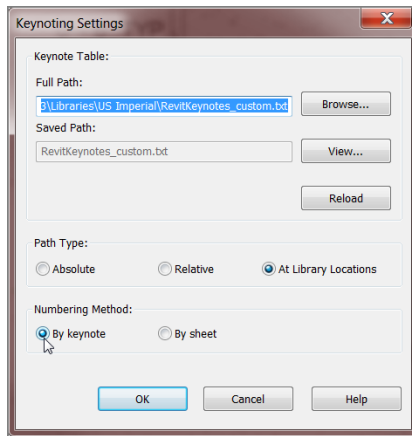 Keynoting Settings
Keynote Table:
Full Path:
3\Libraries\US Imperial\RevitKeynotes_custom.txt
Browse...
Saved Path:
RevitKeynotes_custom.txt
View...
Reload
Path Type:
Absolute Relative At Library Locations
Numbering Method:
By keynote By sheet
OK Cancel Help